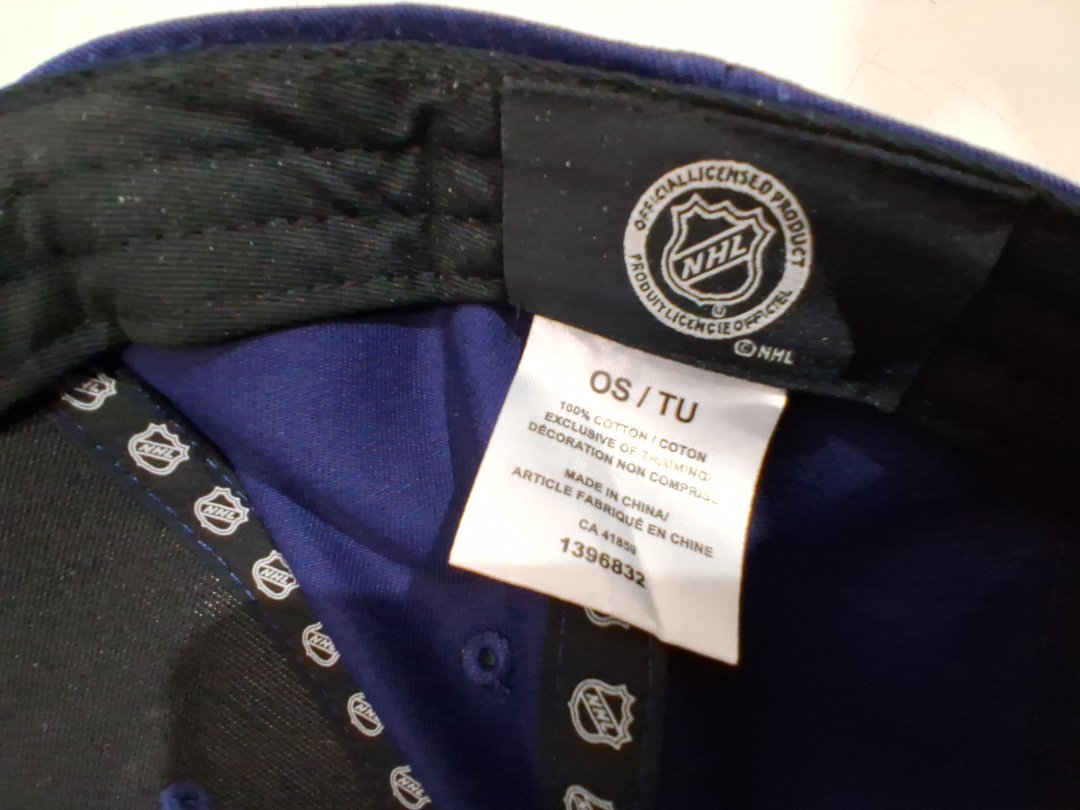 OFFICIAL LICENSED PRODUCT
NHL
PRODUIT LICENCIE OFFICIEL
© NHL
OS / TU
100% COTTON / COTON
EXCLUSIVE OF TRIMMING/
DÉCORATION NON COMPRISE
MADE IN CHINA/
ARTICLE FABRIQUÉ EN CHINE
CA 41859
1396832
NHL
NHL
NHL
NHL
NHL
NHL
NHL
NHL